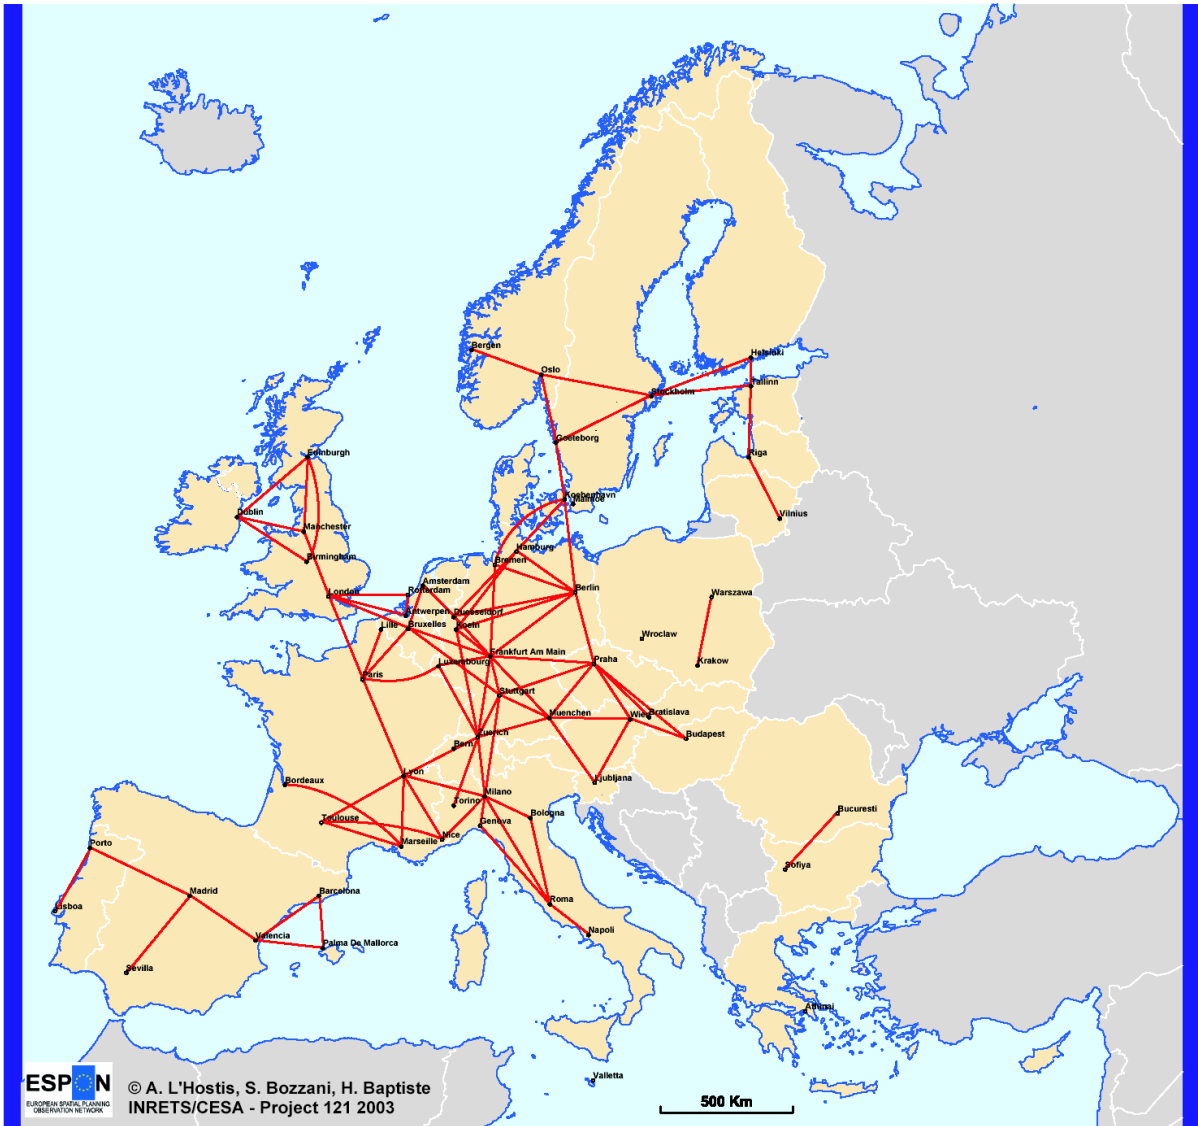 Bergen
Helsinki
Oslo
Tallinn
Stockholm
Goeteborg
Edinburgh
Riga
Koebenhavn
Malmoe
Dublin
Vilnius
Manchester
Hamburg
Birmingham
Bremen
Amsterdam
Berlin
London
Rotterdam
Warszawa
Antwerpen
Duesseldorf
Lille
Bruxelles
Koeln
Wroclaw
Frankfurt Am Main
Luxembourg
Praha
Krakow
Paris
Stuttgart
Muenchen
Wien
Bratislava
Zuerich
Budapest
Bern
Lyon
Ljubljana
Bordeaux
Milano
Torino
Bologna
Bucuresti
Toulouse
Genova
Nice
Marseille
Porto
Sofiya
Madrid
Barcelona
Lisboa
Roma
Valencia
Palma De Mallorca
Napoli
Sevilla
Athinai
Valletta
500 Km
ESPON
EUROPEAN SPATIAL PLANNING
OBSERVATION NETWORK
© A. L'Hostis, S. Bozzani, H. Baptiste
INRETS/CESA - Project 121 2003